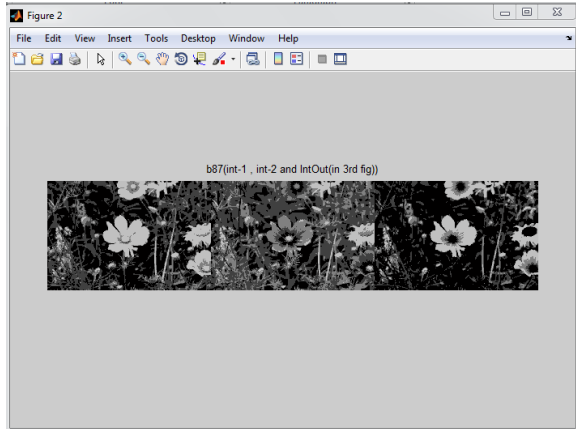 Figure 2
File Edit View Insert Tools Desktop Window Help
b87(int-1 , int-2 and IntOut(in 3rd fig))